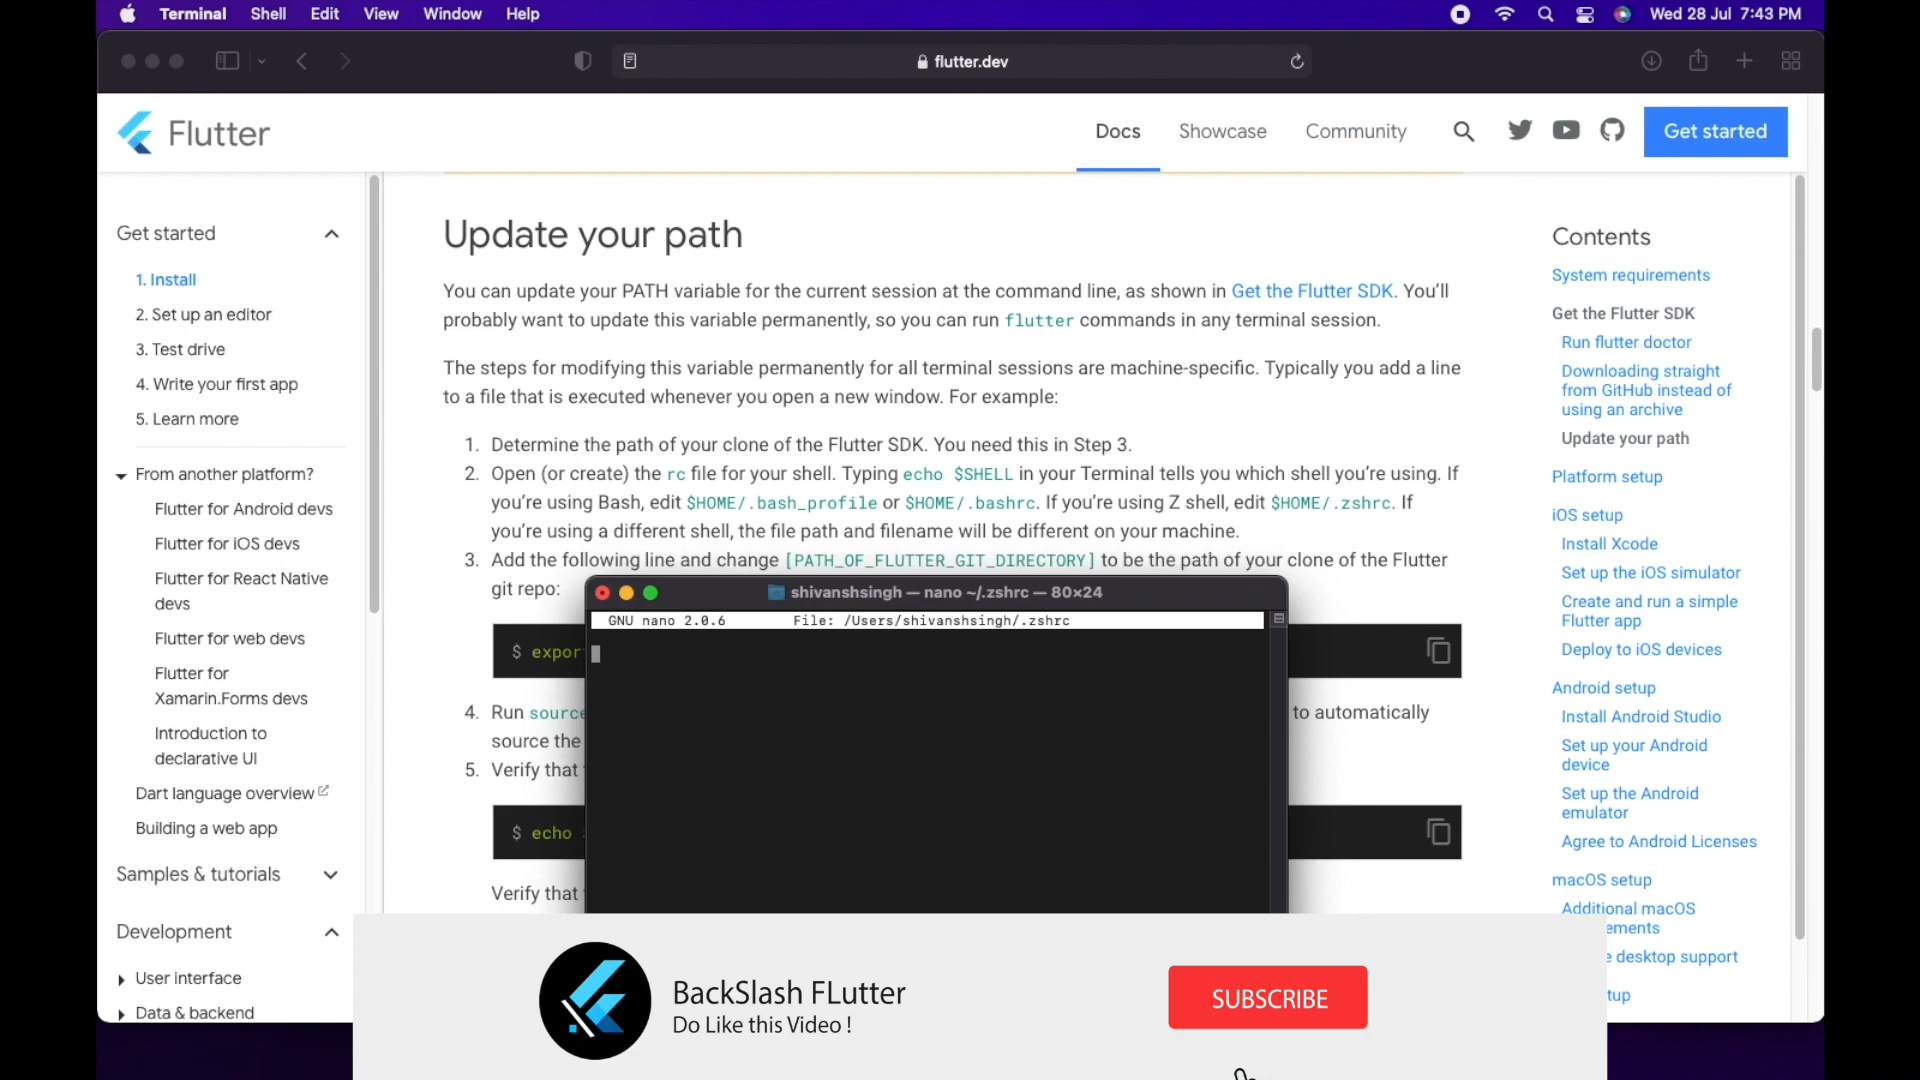 Terminal Shell Edit View Window Help
Wed 28 Jul 7:43 PM
flutter.dev
Flutter
Docs Showcase Community
Get started
Get started
1. Install
2. Set up an editor
3. Test drive
4. Write your first app
5. Learn more
From another platform?
Flutter for Android devs
Flutter for iOS devs
Flutter for React Native
devs
Flutter for web devs
Flutter for
Xamarin.Forms devs
Introduction to
declarative UI
Dart language overview
Building a web app
Samples & tutorials
Development
User interface
Data & backend
Update your path
You can update your PATH variable for the current session at the command line, as shown in Get the Flutter SDK. You'll
probably want to update this variable permanently, so you can run flutter commands in any terminal session.
The steps for modifying this variable permanently for all terminal sessions are machine-specific. Typically you add a line
to a file that is executed whenever you open a new window. For example:
1. Determine the path of your clone of the Flutter SDK. You need this in Step 3.
2. Open (or create) the rc file for your shell. Typing echo $SHELL in your Terminal tells you which shell you're using. If
you're using Bash, edit $HOME/.bash_profile or $HOME/.bashrc. If you're using Z shell, edit $HOME/.zshrc. If
you're using a different shell, the file path and filename will be different on your machine.
3. Add the following line and change [PATH_OF_FLUTTER_GIT_DIRECTORY] to be the path of your clone of the Flutter
git repo:
$ expor
4. Run source to automatically
source the
5. Verify that
$ echo
Verify that
shivanshsingh — nano ~/.zshrc — 80×24
GNU nano 2.0.6 File: /Users/shivanshsingh/.zshrc
Contents
System requirements
Get the Flutter SDK
Run flutter doctor
Downloading straight
from GitHub instead of
using an archive
Update your path
Platform setup
iOS setup
Install Xcode
Set up the iOS simulator
Create and run a simple
Flutter app
Deploy to iOS devices
Android setup
Install Android Studio
Set up your Android
device
Set up the Android
emulator
Agree to Android Licenses
macOS setup
Additional macOS
ements
e desktop support
tup
BackSlash FLutter
Do Like this Video !
SUBSCRIBE